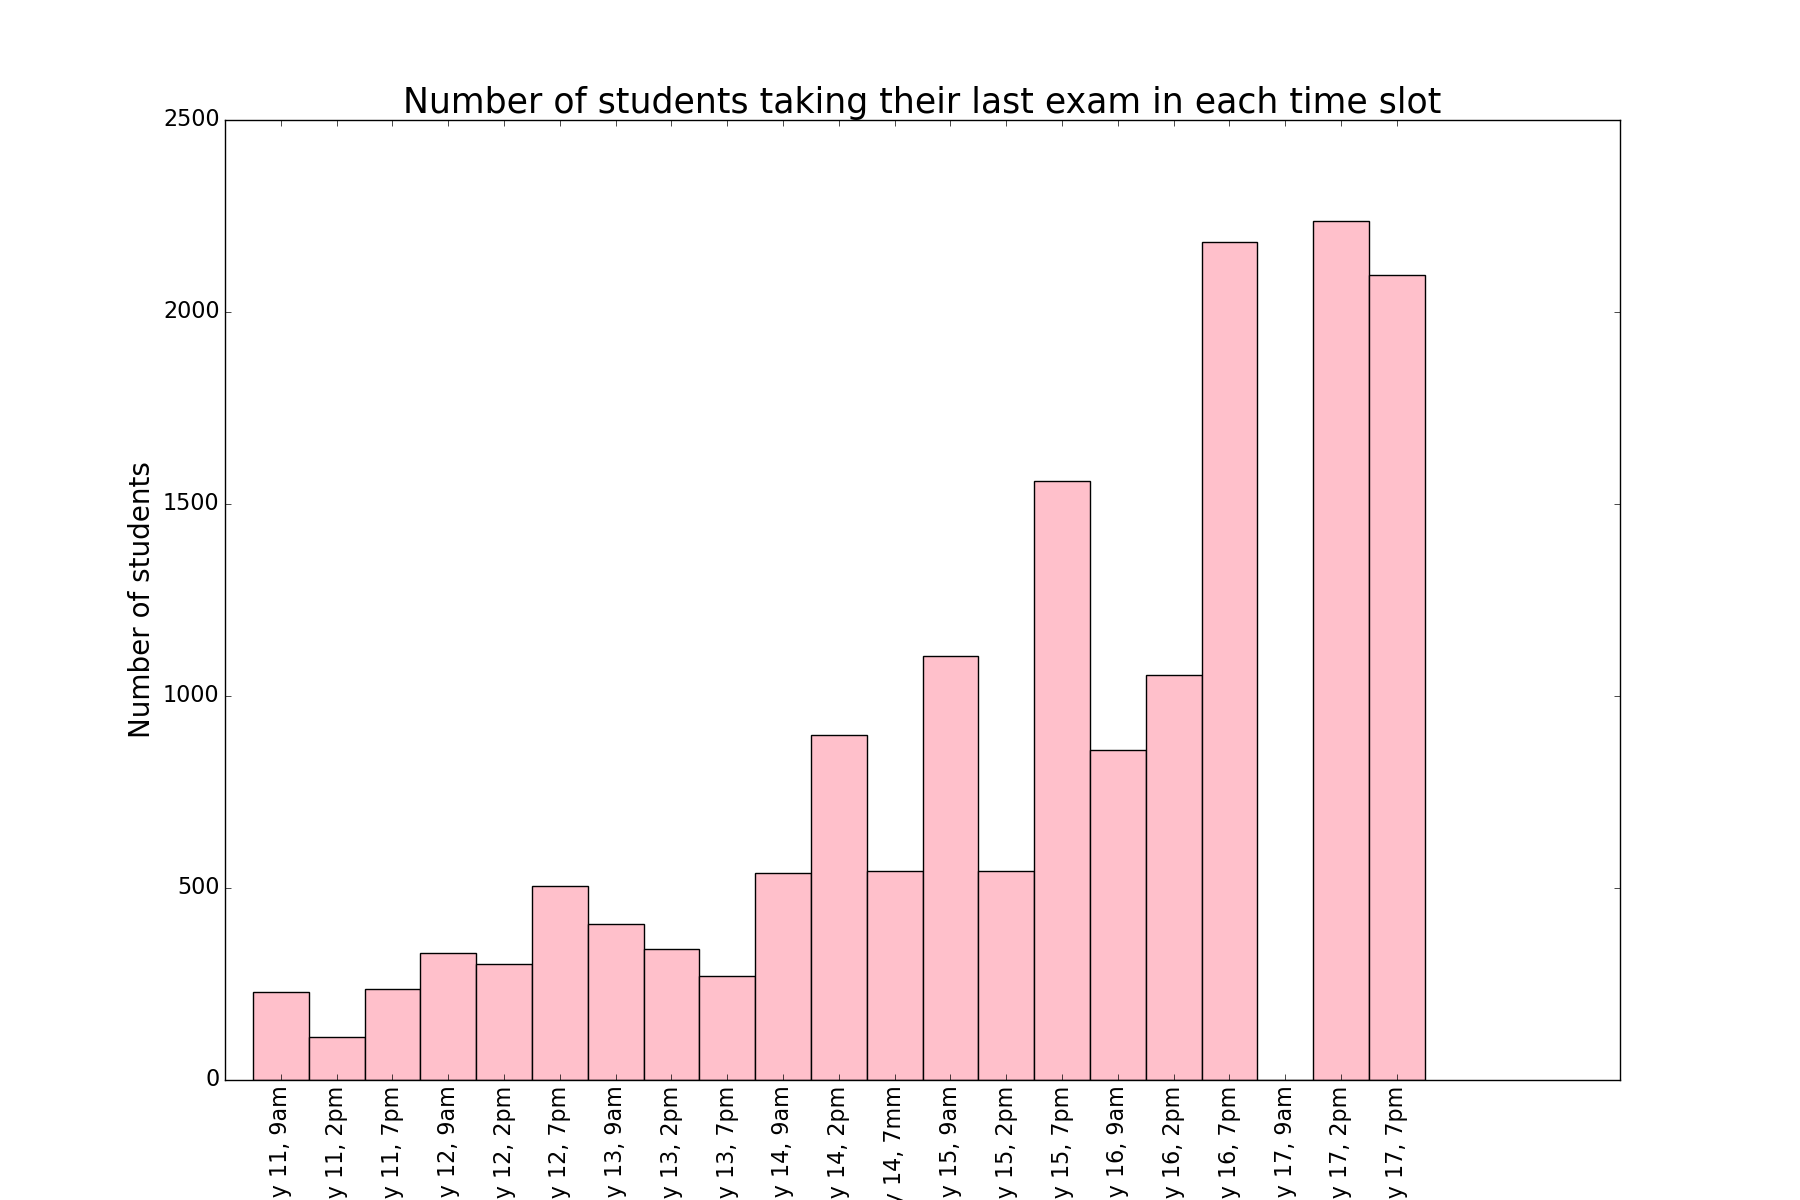 Number of students taking their last exam in each time slot
Number of students
2500
2000
1500
1000
500
0
y 11, 9am
y 11, 2pm
y 11, 7pm
y 12, 9am
y 12, 2pm
y 12, 7pm
y 13, 9am
y 13, 2pm
y 13, 7pm
y 14, 9am
y 14, 2pm
y 14, 7mm
y 15, 9am
y 15, 2pm
y 15, 7pm
y 16, 9am
y 16, 2pm
y 16, 7pm
y 17, 9am
y 17, 2pm
y 17, 7pm